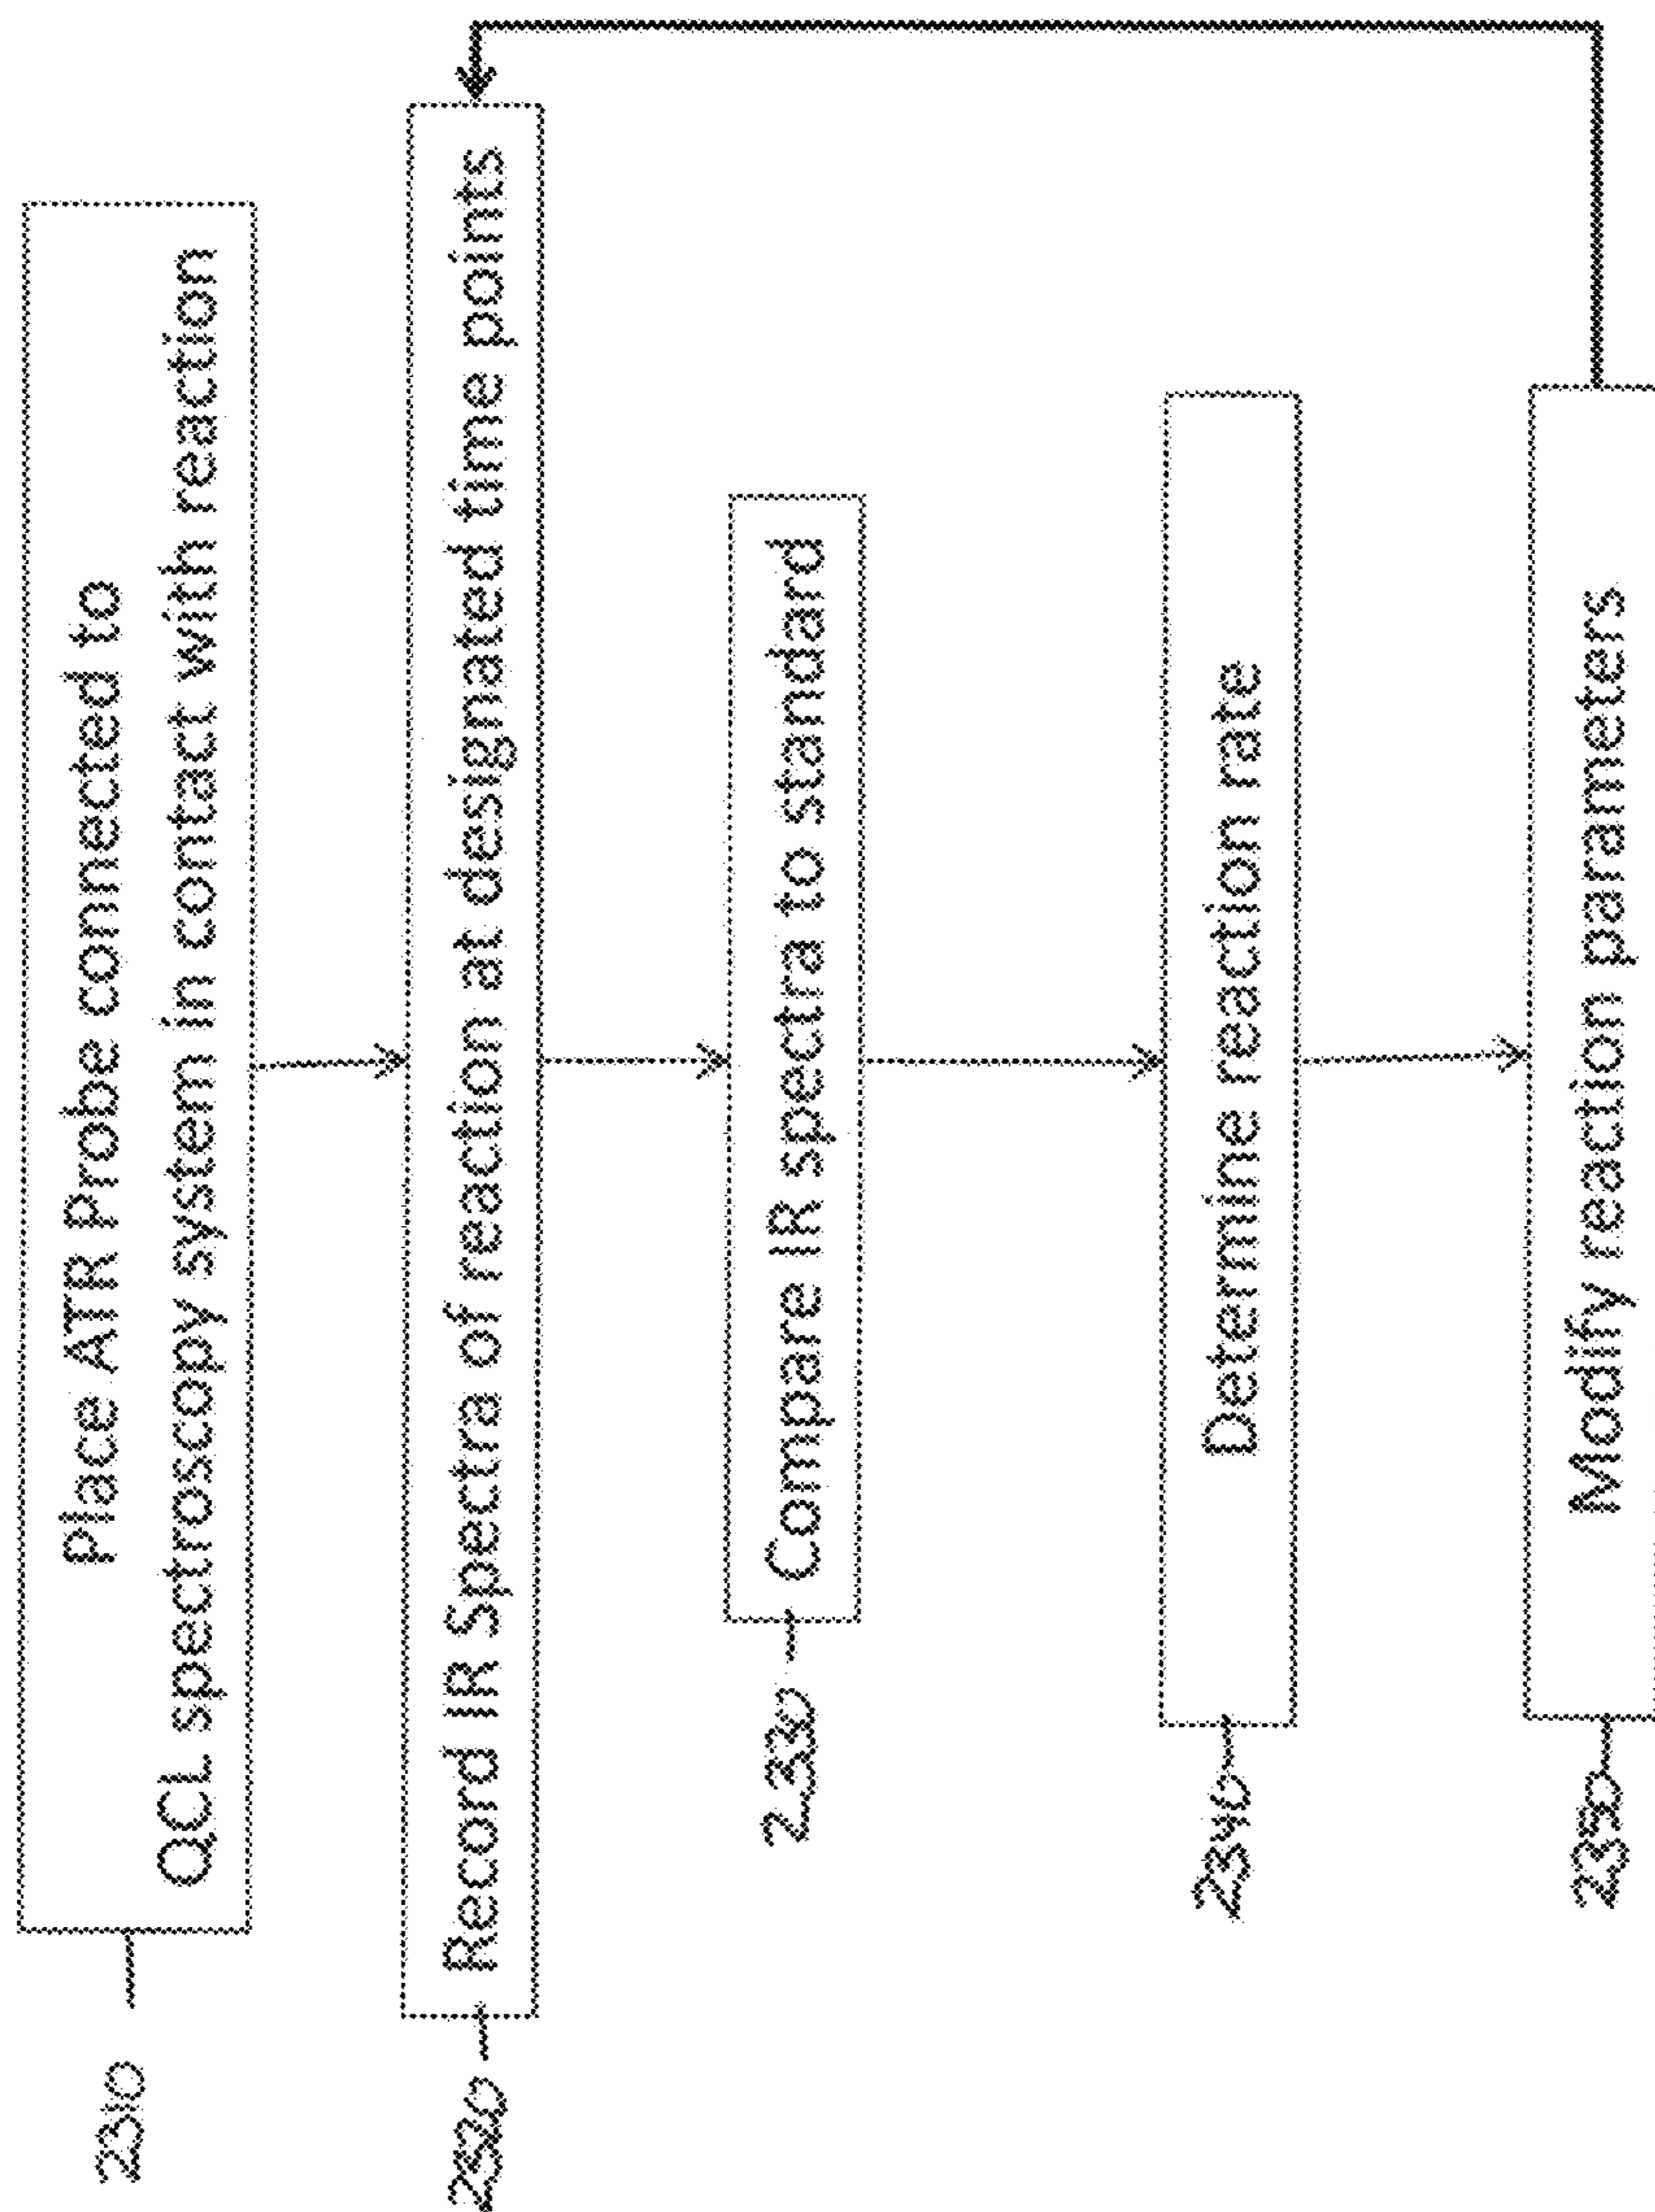 Place ATR Probe connected to
QCL spectroscopy system in contact with reaction
2310
Record IR Spectra of reaction at designated time points
2320
Compare IR spectra to standard
2330
Determine reaction rate
2340
Modify reaction parameters
2350